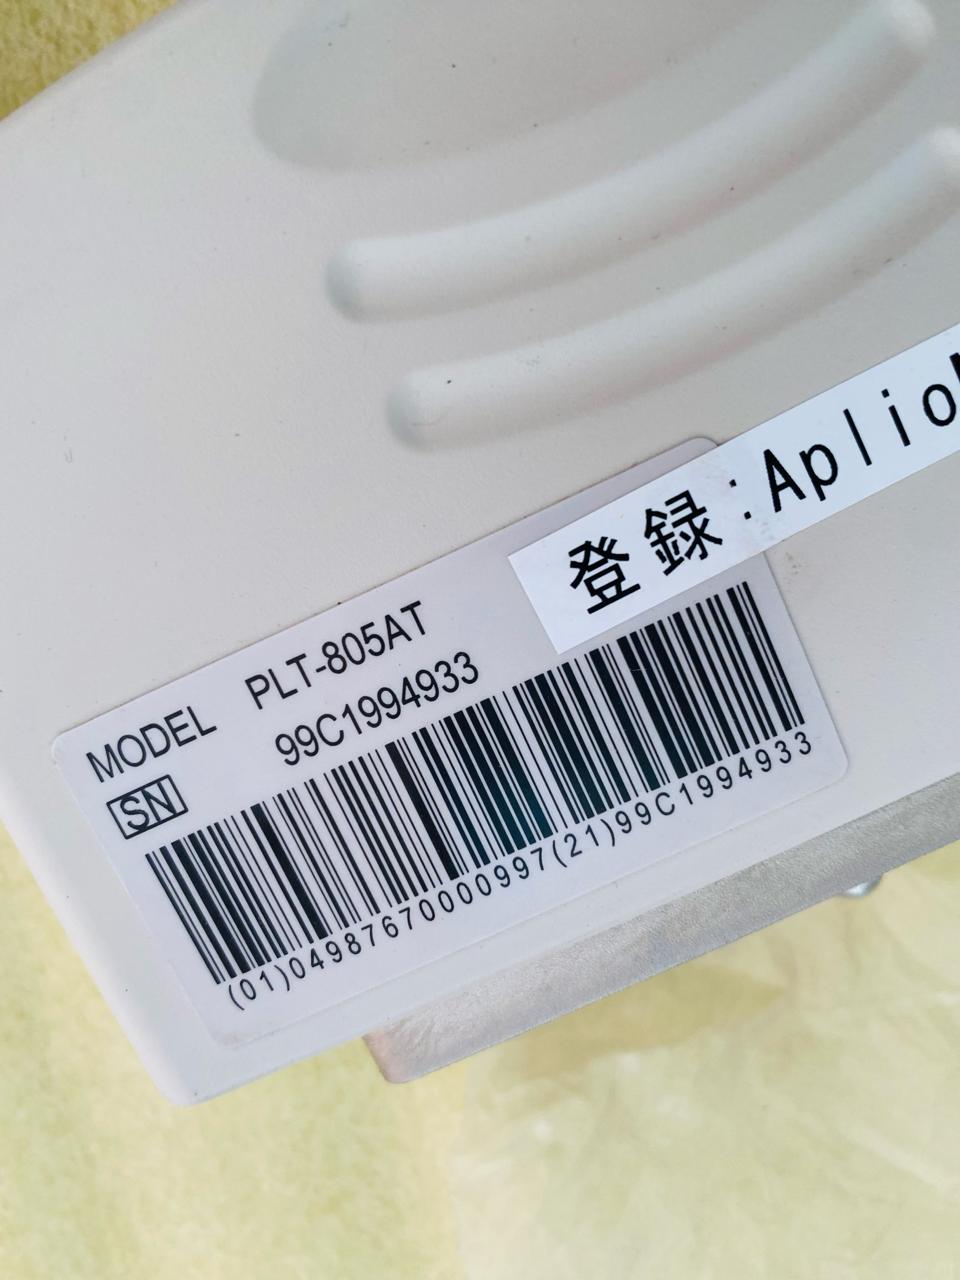 登録:Aplio
MODEL PLT-805AT
SN 99C1994933
(01)04987670000997(21)99C1994933